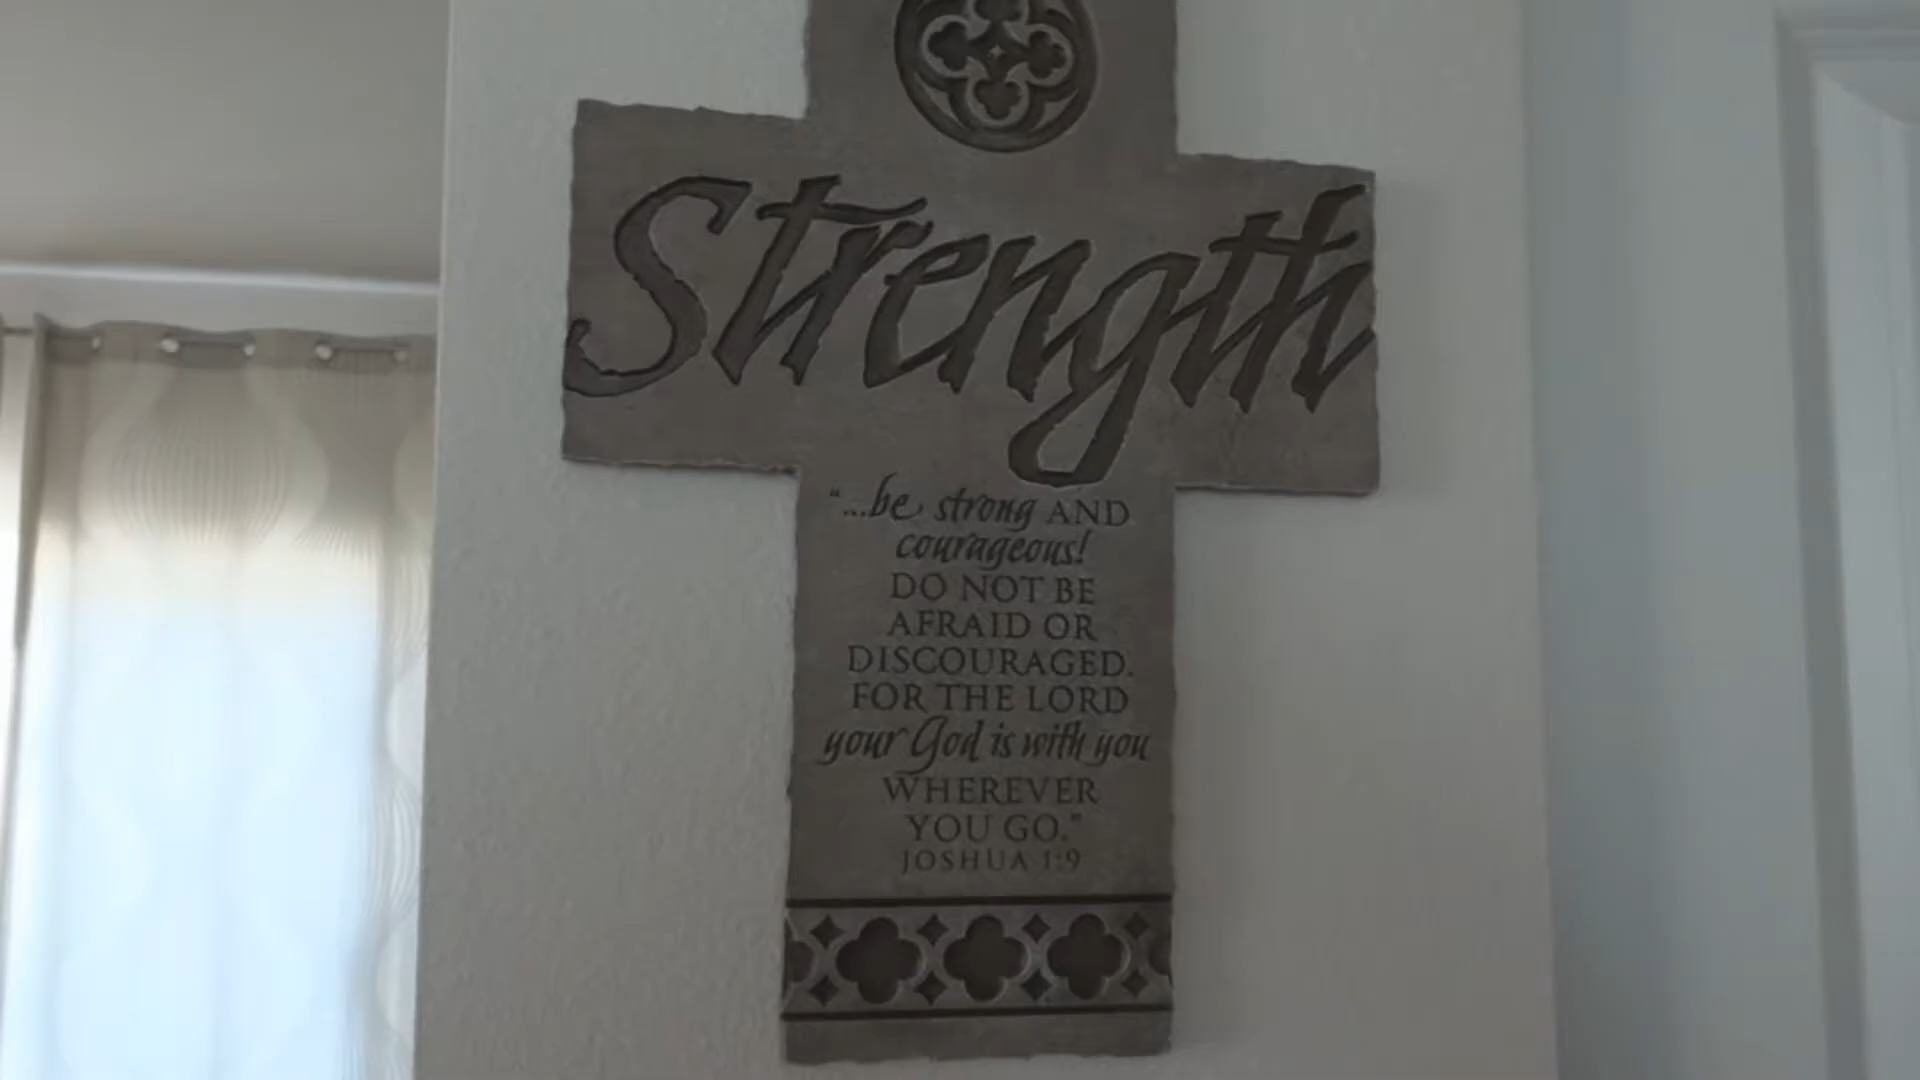 Strength
"...be strong AND
courageous!
DO NOT BE
AFRAID OR
DISCOURAGED.
FOR THE LORD
your God is with you
WHEREVER
YOU GO."
JOSHUA 1:9